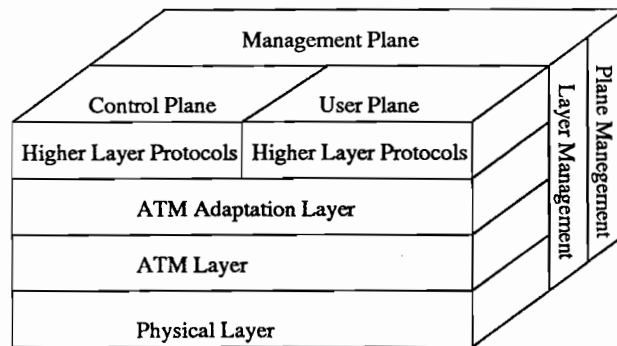 Management Plane
Control Plane
User Plane
Higher Layer Protocols
Higher Layer Protocols
ATM Adaptation Layer
ATM Layer
Physical Layer
Layer Management
Plane Manegement